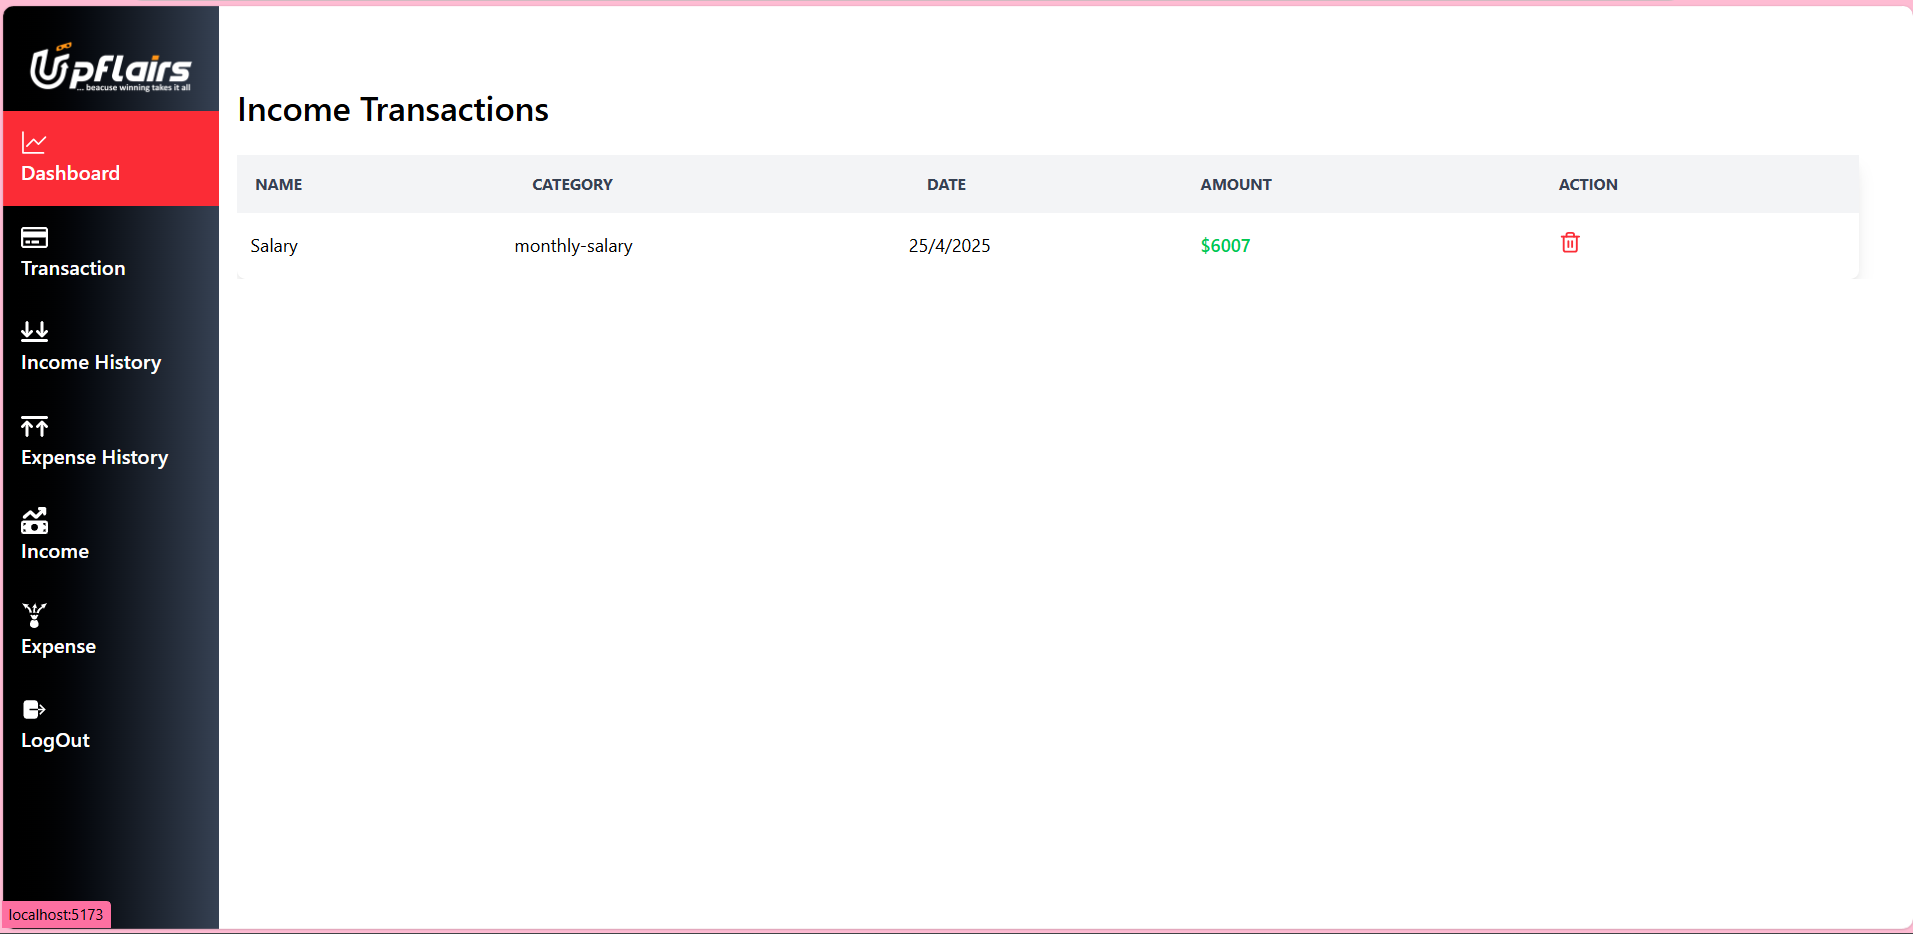 Upflairs
... beacuse winning takes it all
Dashboard
Transaction
Income History
Expense History
Income
Expense
LogOut
localhost:5173
Income Transactions
NAME CATEGORY DATE AMOUNT ACTION
Salary monthly-salary 25/4/2025 $6007